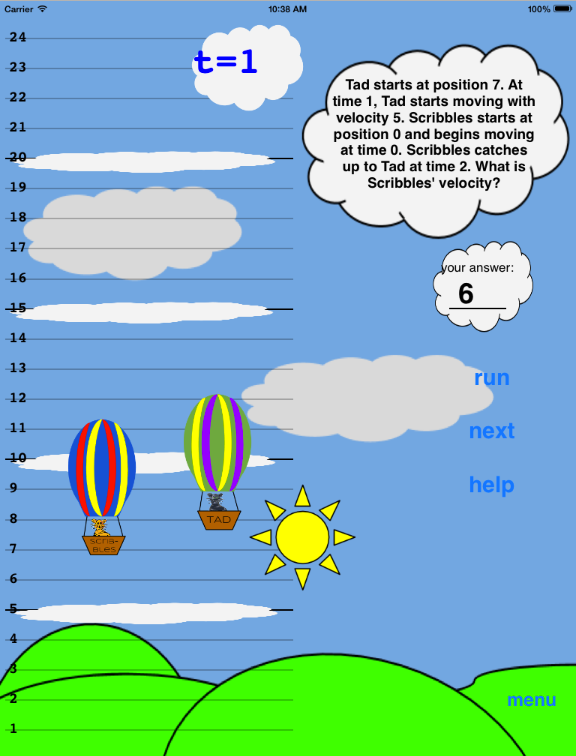 Carrier 10:38 AM 100%
24
t=1
23
22
21
20
19
18
17
16
15
14
13
12
11
10
9
8
7
6
5
4
3
2
1
Tad starts at position 7. At
time 1, Tad starts moving with
velocity 5. Scribbles starts at
position 0 and begins moving
at time 0. Scribbles catches
up to Tad at time 2. What is
Scribbles' velocity?
your answer:
6
run
next
help
TAD
SCRIB-
BLES
menu